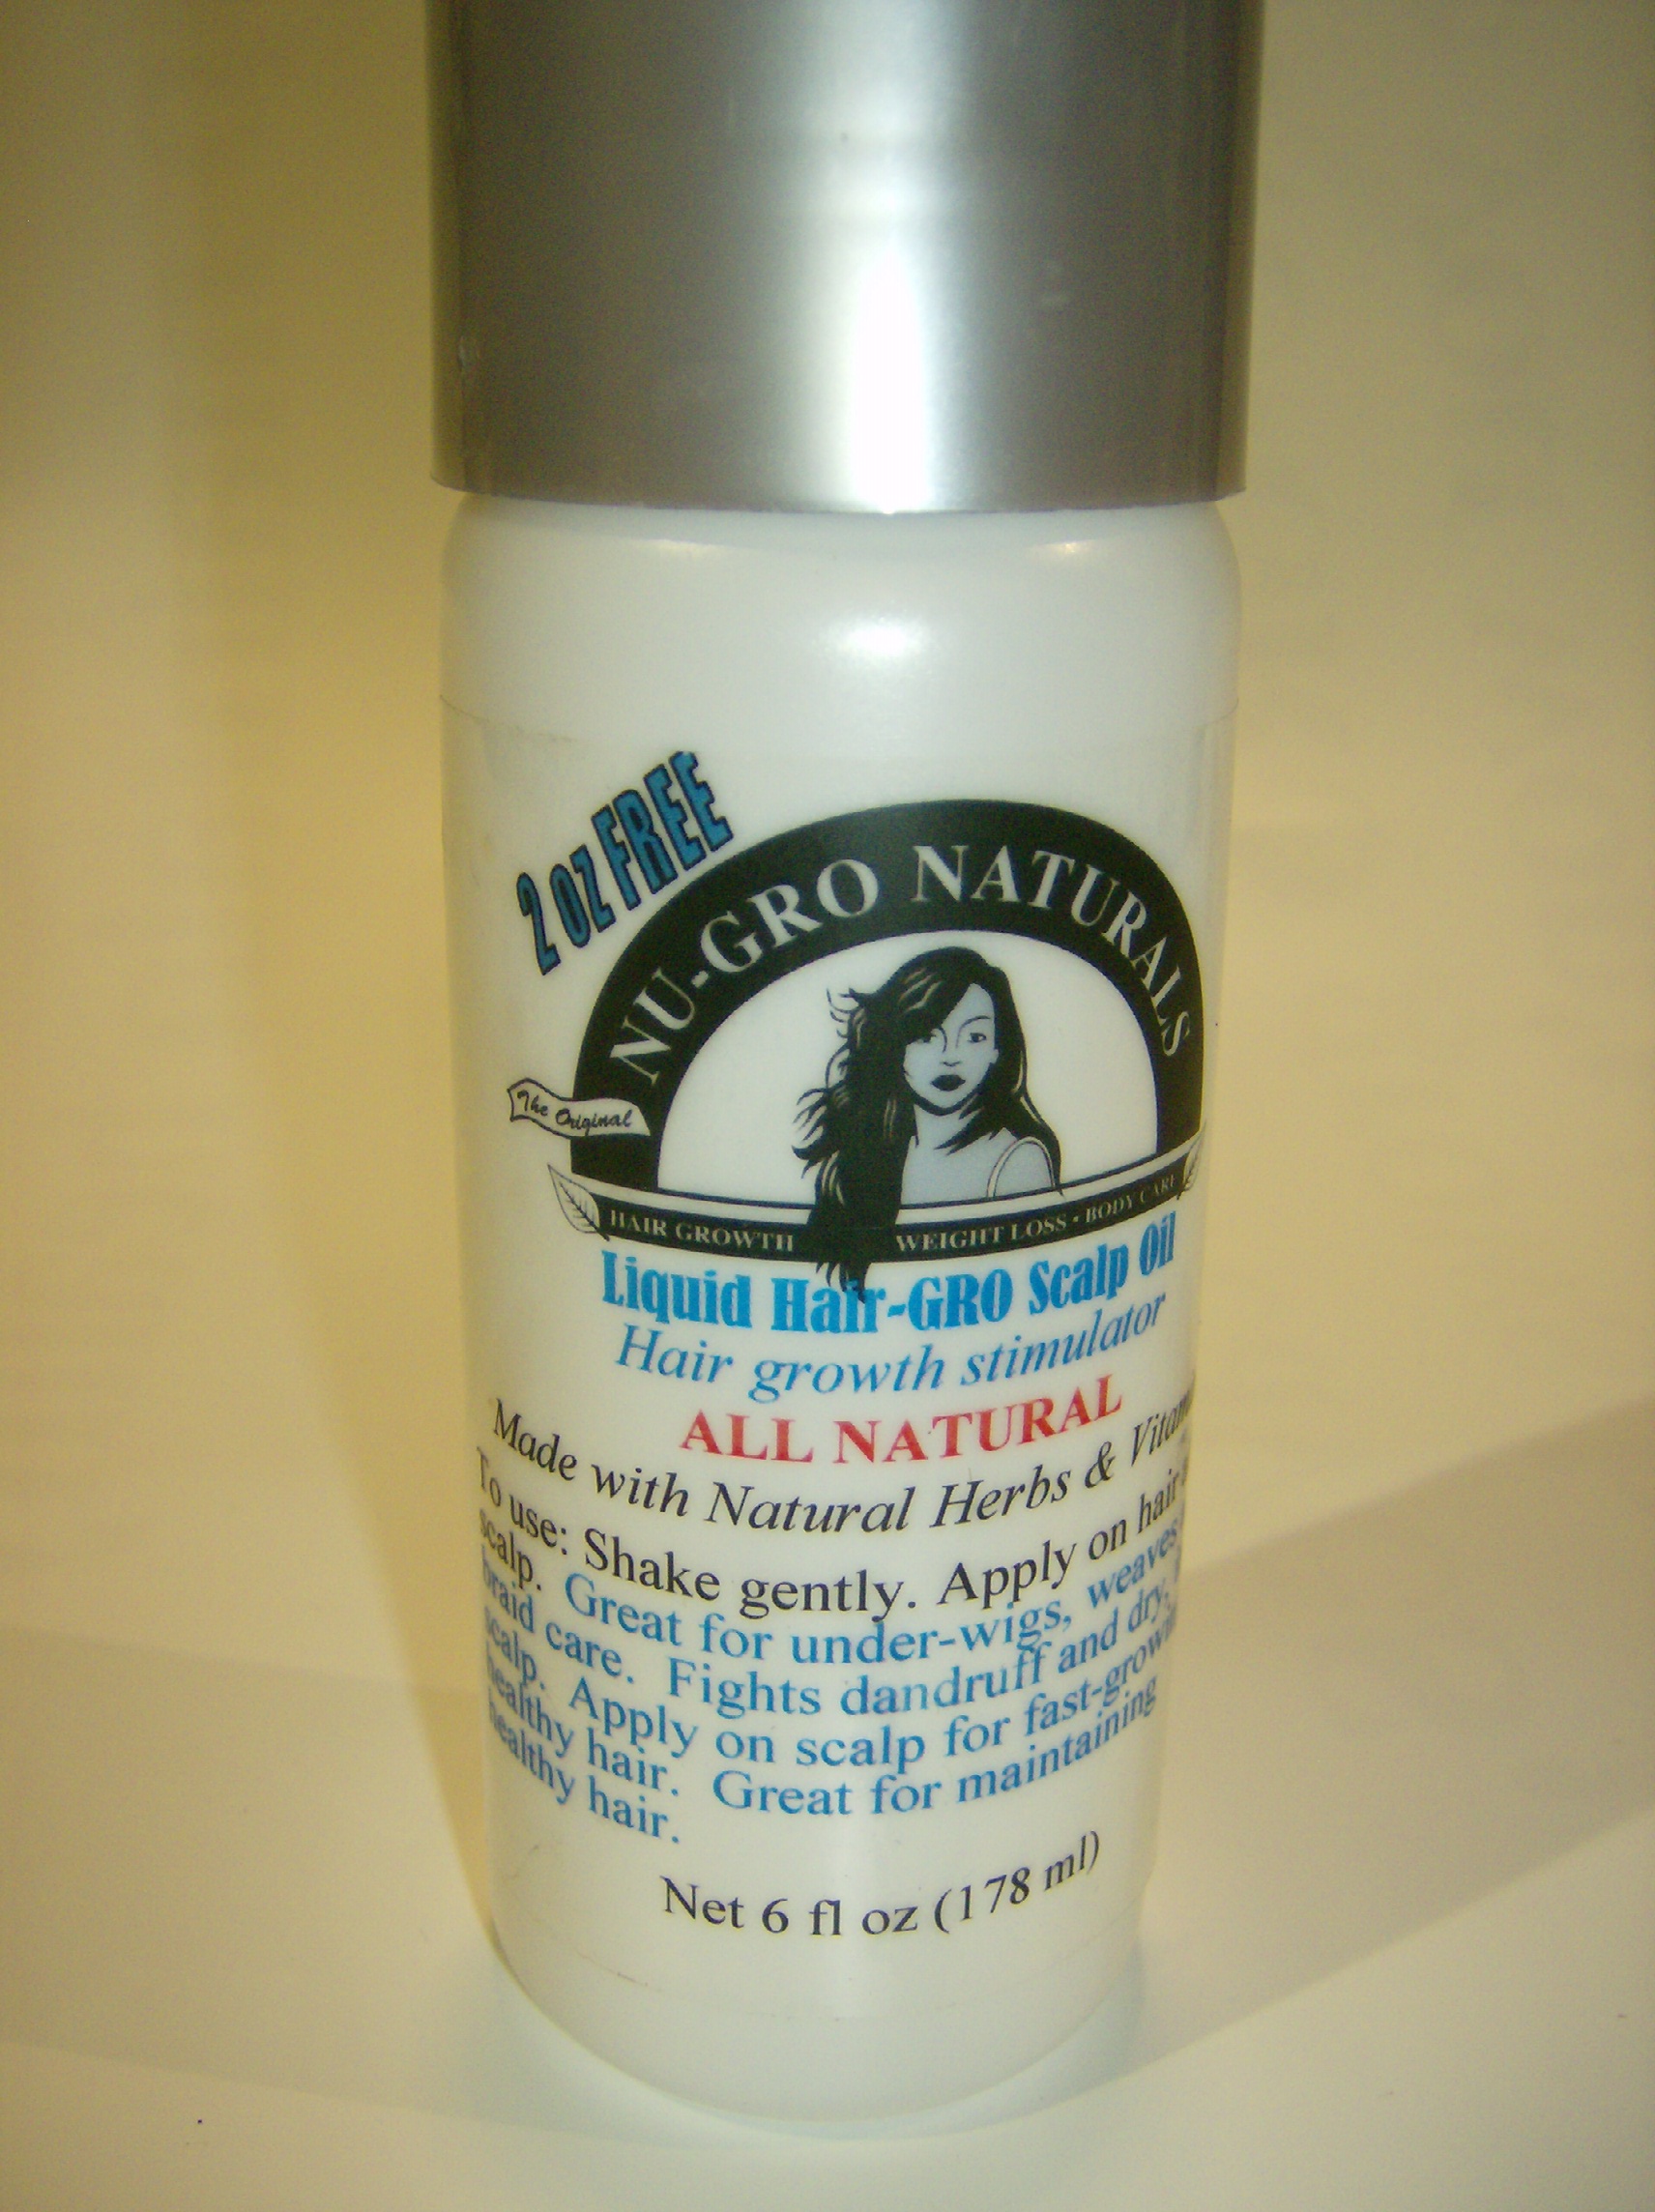 2 OZ FREE
NU-GRO NATURALS
The Original
HAIR GROWTH WEIGHT LOSS • BODY CARE
Liquid Hair-GRO Scalp Oil
Hair growth stimulator
ALL NATURAL
Made with Natural Herbs &
To use: Shake gently. Apply on hair
scalp. Great for under-wigs, weaves
braid care. Fights dandruff and dry,
scalp. Apply on scalp for
healthy hair. Great for maintaining
healthy hair.
Net 6 fl oz (178 ml)